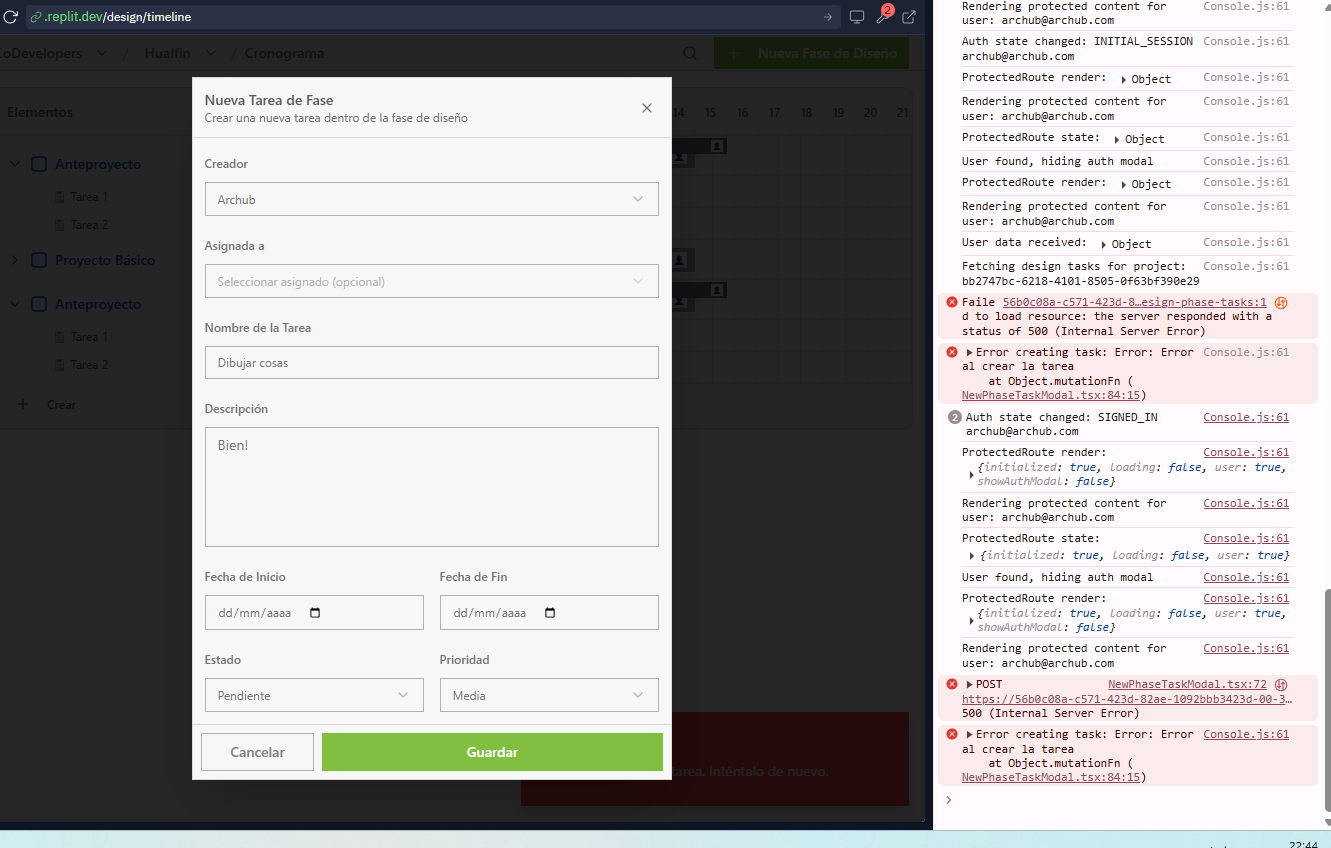 .replit.dev/design/timeline
2
CoDevelopers / Hualfin / Cronograma
+ Nueva Fase de Diseño
Elementos
14 15 16 17 18 19 20 21
Anteproyecto
Tarea 1
Tarea 2
Proyecto Básico
Anteproyecto
Tarea 1
Tarea 2
+ Crear
Nueva Tarea de Fase
Crear una nueva tarea dentro de la fase de diseño
Creador
Archub
Asignada a
Seleccionar asignado (opcional)
Nombre de la Tarea
Dibujar cosas
Descripción
Bien!
Fecha de Inicio
Fecha de Fin
dd/mm/aaaa
dd/mm/aaaa
Estado
Prioridad
Pendiente
Media
Cancelar
Guardar
tarea. Inténtalo de nuevo.
Rendering protected content for Console.js:61
user: archub@archub.com
Auth state changed: INITIAL_SESSION Console.js:61
archub@archub.com
ProtectedRoute render: Object Console.js:61
Rendering protected content for Console.js:61
user: archub@archub.com
ProtectedRoute state: Object Console.js:61
User found, hiding auth modal Console.js:61
ProtectedRoute render: Object Console.js:61
Rendering protected content for Console.js:61
user: archub@archub.com
User data received: Object Console.js:61
Fetching design tasks for project: Console.js:61
bb2747bc-6218-4101-8505-0f63bf390e29
Faile 56b0c08a-c571-423d-8…esign-phase-tasks:1
d to load resource: the server responded with a
status of 500 (Internal Server Error)
Error creating task: Error: Error Console.js:61
al crear la tarea
at Object.mutationFn (
NewPhaseTaskModal.tsx:84:15)
2 Auth state changed: SIGNED_IN Console.js:61
archub@archub.com
ProtectedRoute render: Console.js:61
{initialized: true, loading: false, user: true,
showAuthModal: false}
Rendering protected content for Console.js:61
user: archub@archub.com
ProtectedRoute state: Console.js:61
{initialized: true, loading: false, user: true}
User found, hiding auth modal Console.js:61
ProtectedRoute render: Console.js:61
{initialized: true, loading: false, user: true,
showAuthModal: false}
Rendering protected content for Console.js:61
user: archub@archub.com
POST NewPhaseTaskModal.tsx:72
https://56b0c08a-c571-423d-82ae-1092bbb3423d-00-3…
500 (Internal Server Error)
Error creating task: Error: Error Console.js:61
al crear la tarea
at Object.mutationFn (
NewPhaseTaskModal.tsx:84:15)
22:44